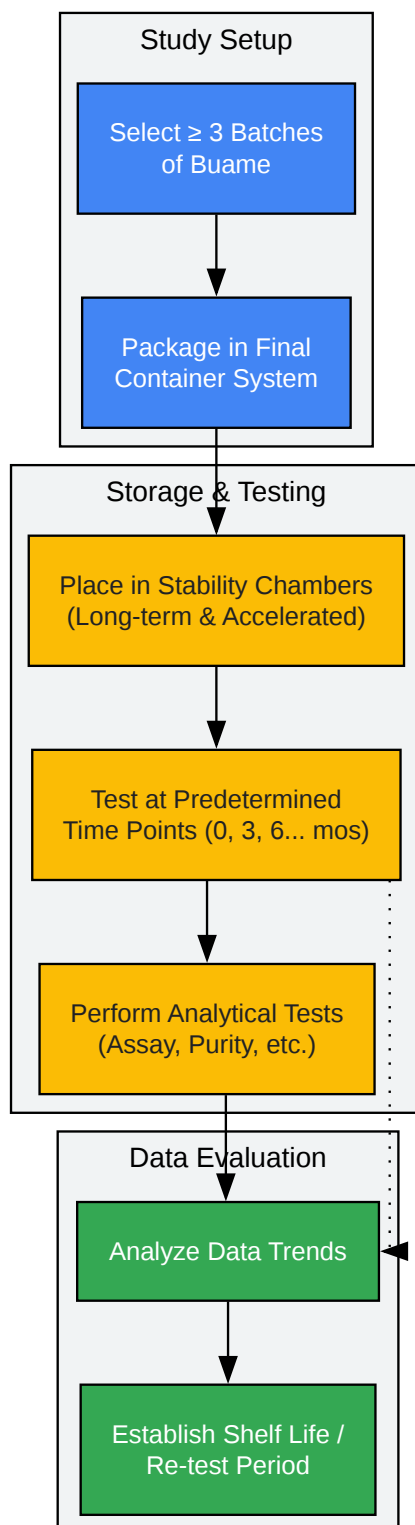 Study Setup
Select ≥ 3 Batches
of Buame
Package in Final
Container System
Storage & Testing
Place in Stability Chambers
(Long-term & Accelerated)
Test at Predetermined
Time Points (0, 3, 6... mos)
Perform Analytical Tests
(Assay, Purity, etc.)
Data Evaluation
Analyze Data Trends
Establish Shelf Life /
Re-test Period